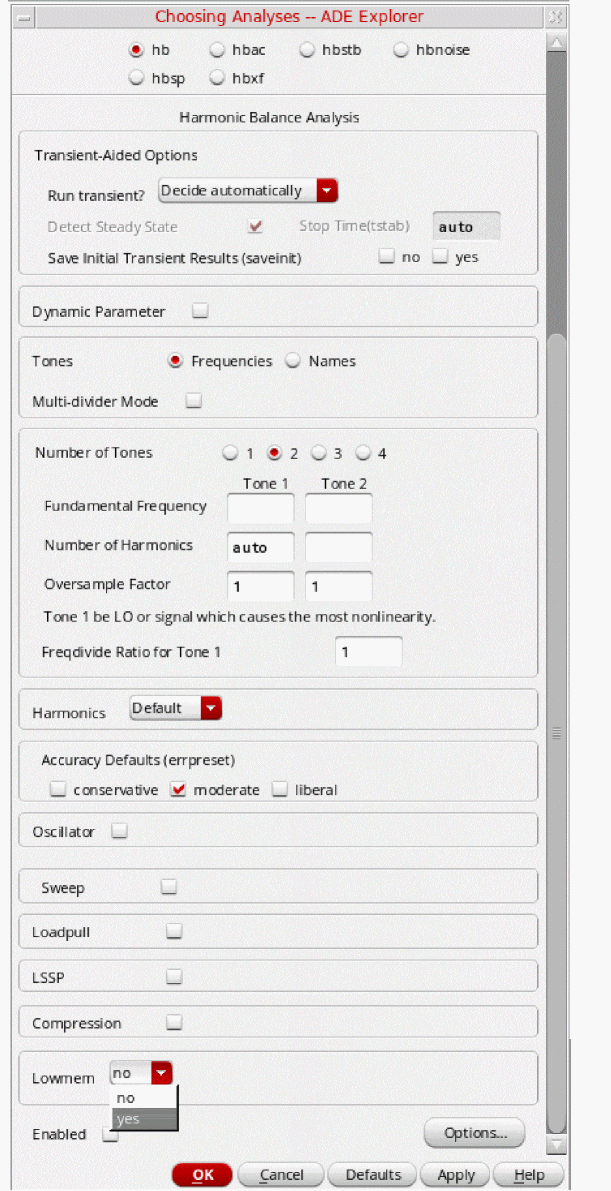 Choosing Analyses -- ADE Explorer
hb hbac hbstb hbnoise
hbsp hbxf
Harmonic Balance Analysis
Transient-Aided Options
Run transient? Decide automatically
Detect Steady State Stop Time(tstab) auto
Save Initial Transient Results (saveinit) no yes
Dynamic Parameter
Tones Frequencies Names
Multi-divider Mode
Number of Tones 1 2 3 4
Tone 1 Tone 2
Fundamental Frequency
Number of Harmonics auto
Oversample Factor 1 1
Tone 1 be LO or signal which causes the most nonlinearity.
Freqdivide Ratio for Tone 1 1
Harmonics Default
Accuracy Defaults (errpreset)
conservative moderate liberal
Oscillator
Sweep
Loadpull
LSSP
Compression
Lowmem no
no
yes
Enabled Options...
OK Cancel Defaults Apply Help